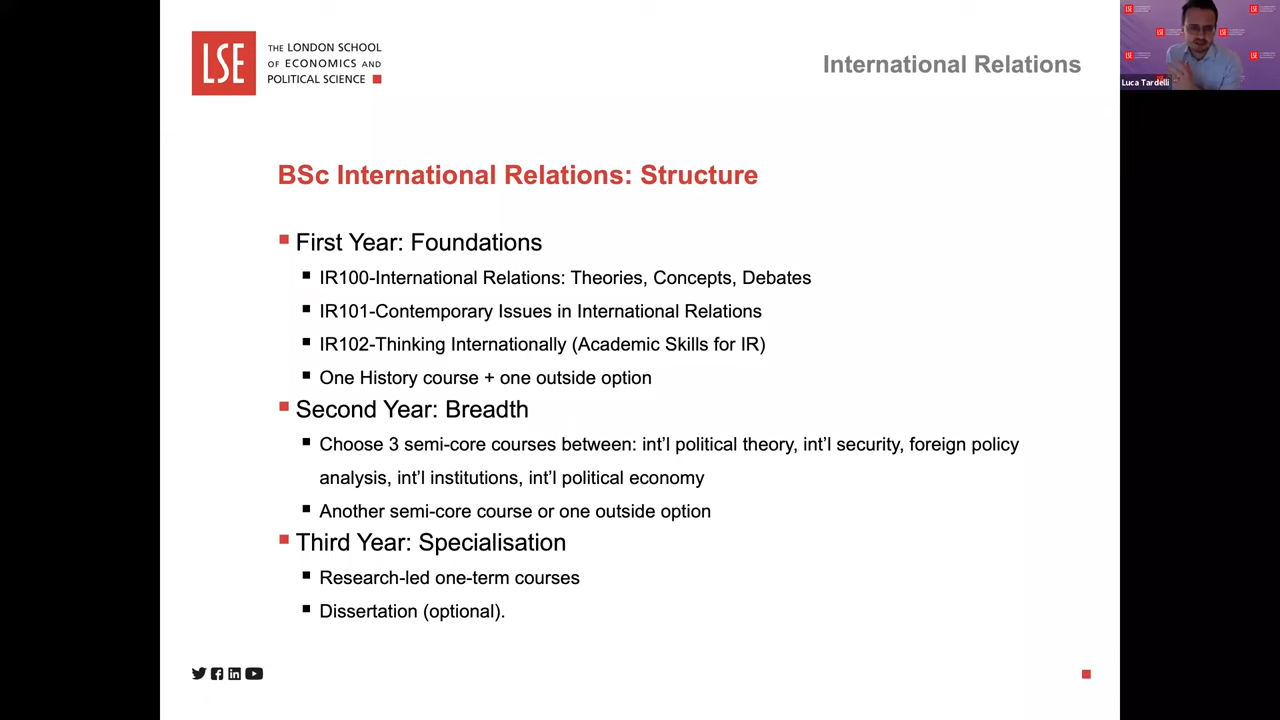 LSE
THE LONDON SCHOOL
OF ECONOMICS AND
POLITICAL SCIENCE
International Relations
Luca Tardelli
BSc International Relations: Structure
First Year: Foundations
IR100-International Relations: Theories, Concepts, Debates
IR101-Contemporary Issues in International Relations
IR102-Thinking Internationally (Academic Skills for IR)
One History course + one outside option
Second Year: Breadth
Choose 3 semi-core courses between: int'l political theory, int'l security, foreign policy
analysis, int'l institutions, int'l political economy
Another semi-core course or one outside option
Third Year: Specialisation
Research-led one-term courses
Dissertation (optional).